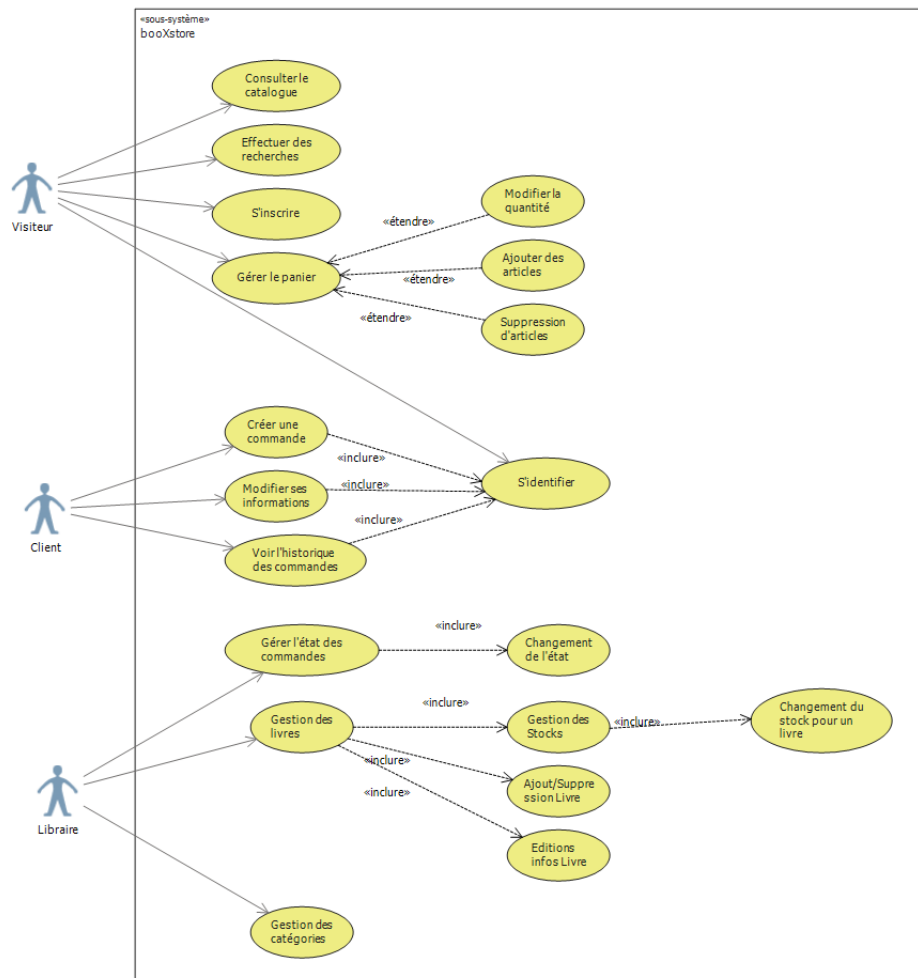 «sous-système»
booXstore
Consulter le
catalogue
Effectuer des
recherches
S'inscrire
Gérer le panier
Visiteur
Modifier la
quantité
«étendre»
Ajouter des
articles
«étendre»
Suppression
d'articles
«étendre»
Créer une
commande
«inclure»
Modifier ses
informations
«inclure»
S'identifier
Voir l'historique
des commandes
«inclure»
Client
Gérer l'état des
commandes
«inclure»
Changement
de l'état
Gestion des
livres
«inclure»
Gestion des
Stocks
«inclure»
Changement du
stock pour un
livre
«inclure»
Ajout/Suppre
ssion Livre
«inclure»
Editions
infos Livre
Libraire
Gestion des
catégories